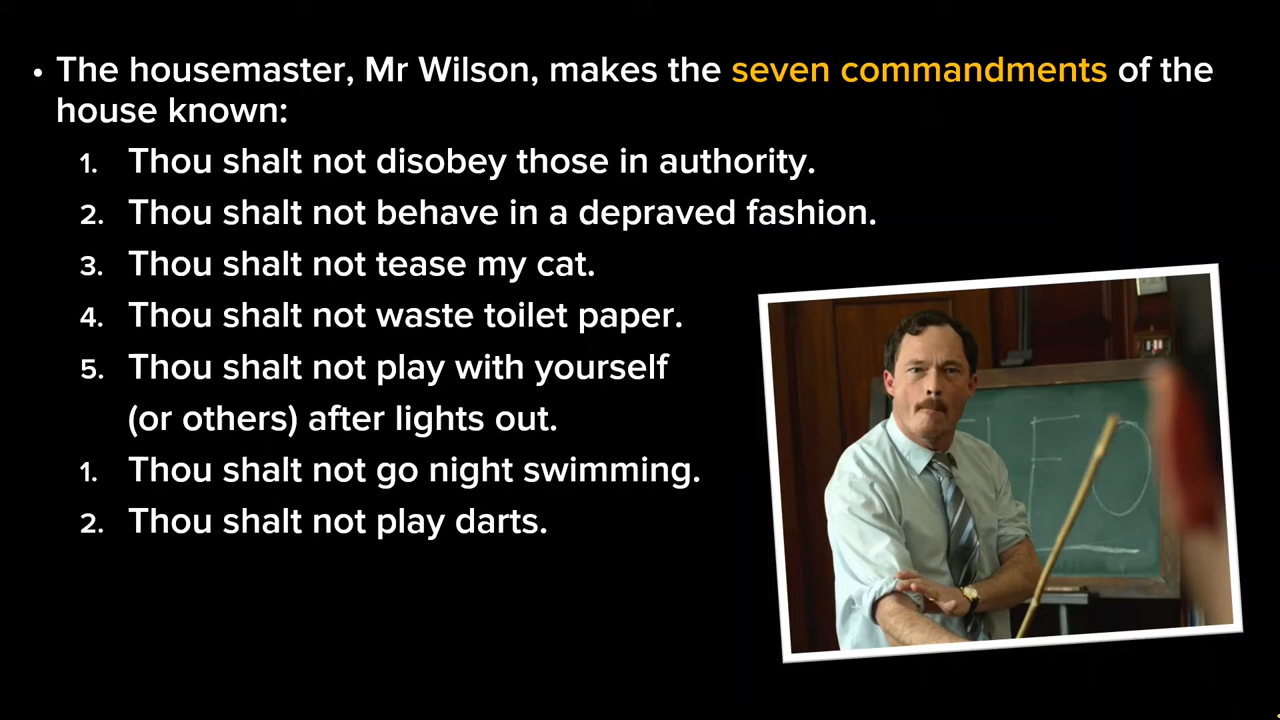 • The housemaster, Mr Wilson, makes the seven commandments of the
house known:
1. Thou shalt not disobey those in authority.
2. Thou shalt not behave in a depraved fashion.
3. Thou shalt not tease my cat.
4. Thou shalt not waste toilet paper.
5. Thou shalt not play with yourself
(or others) after lights out.
1. Thou shalt not go night swimming.
2. Thou shalt not play darts.